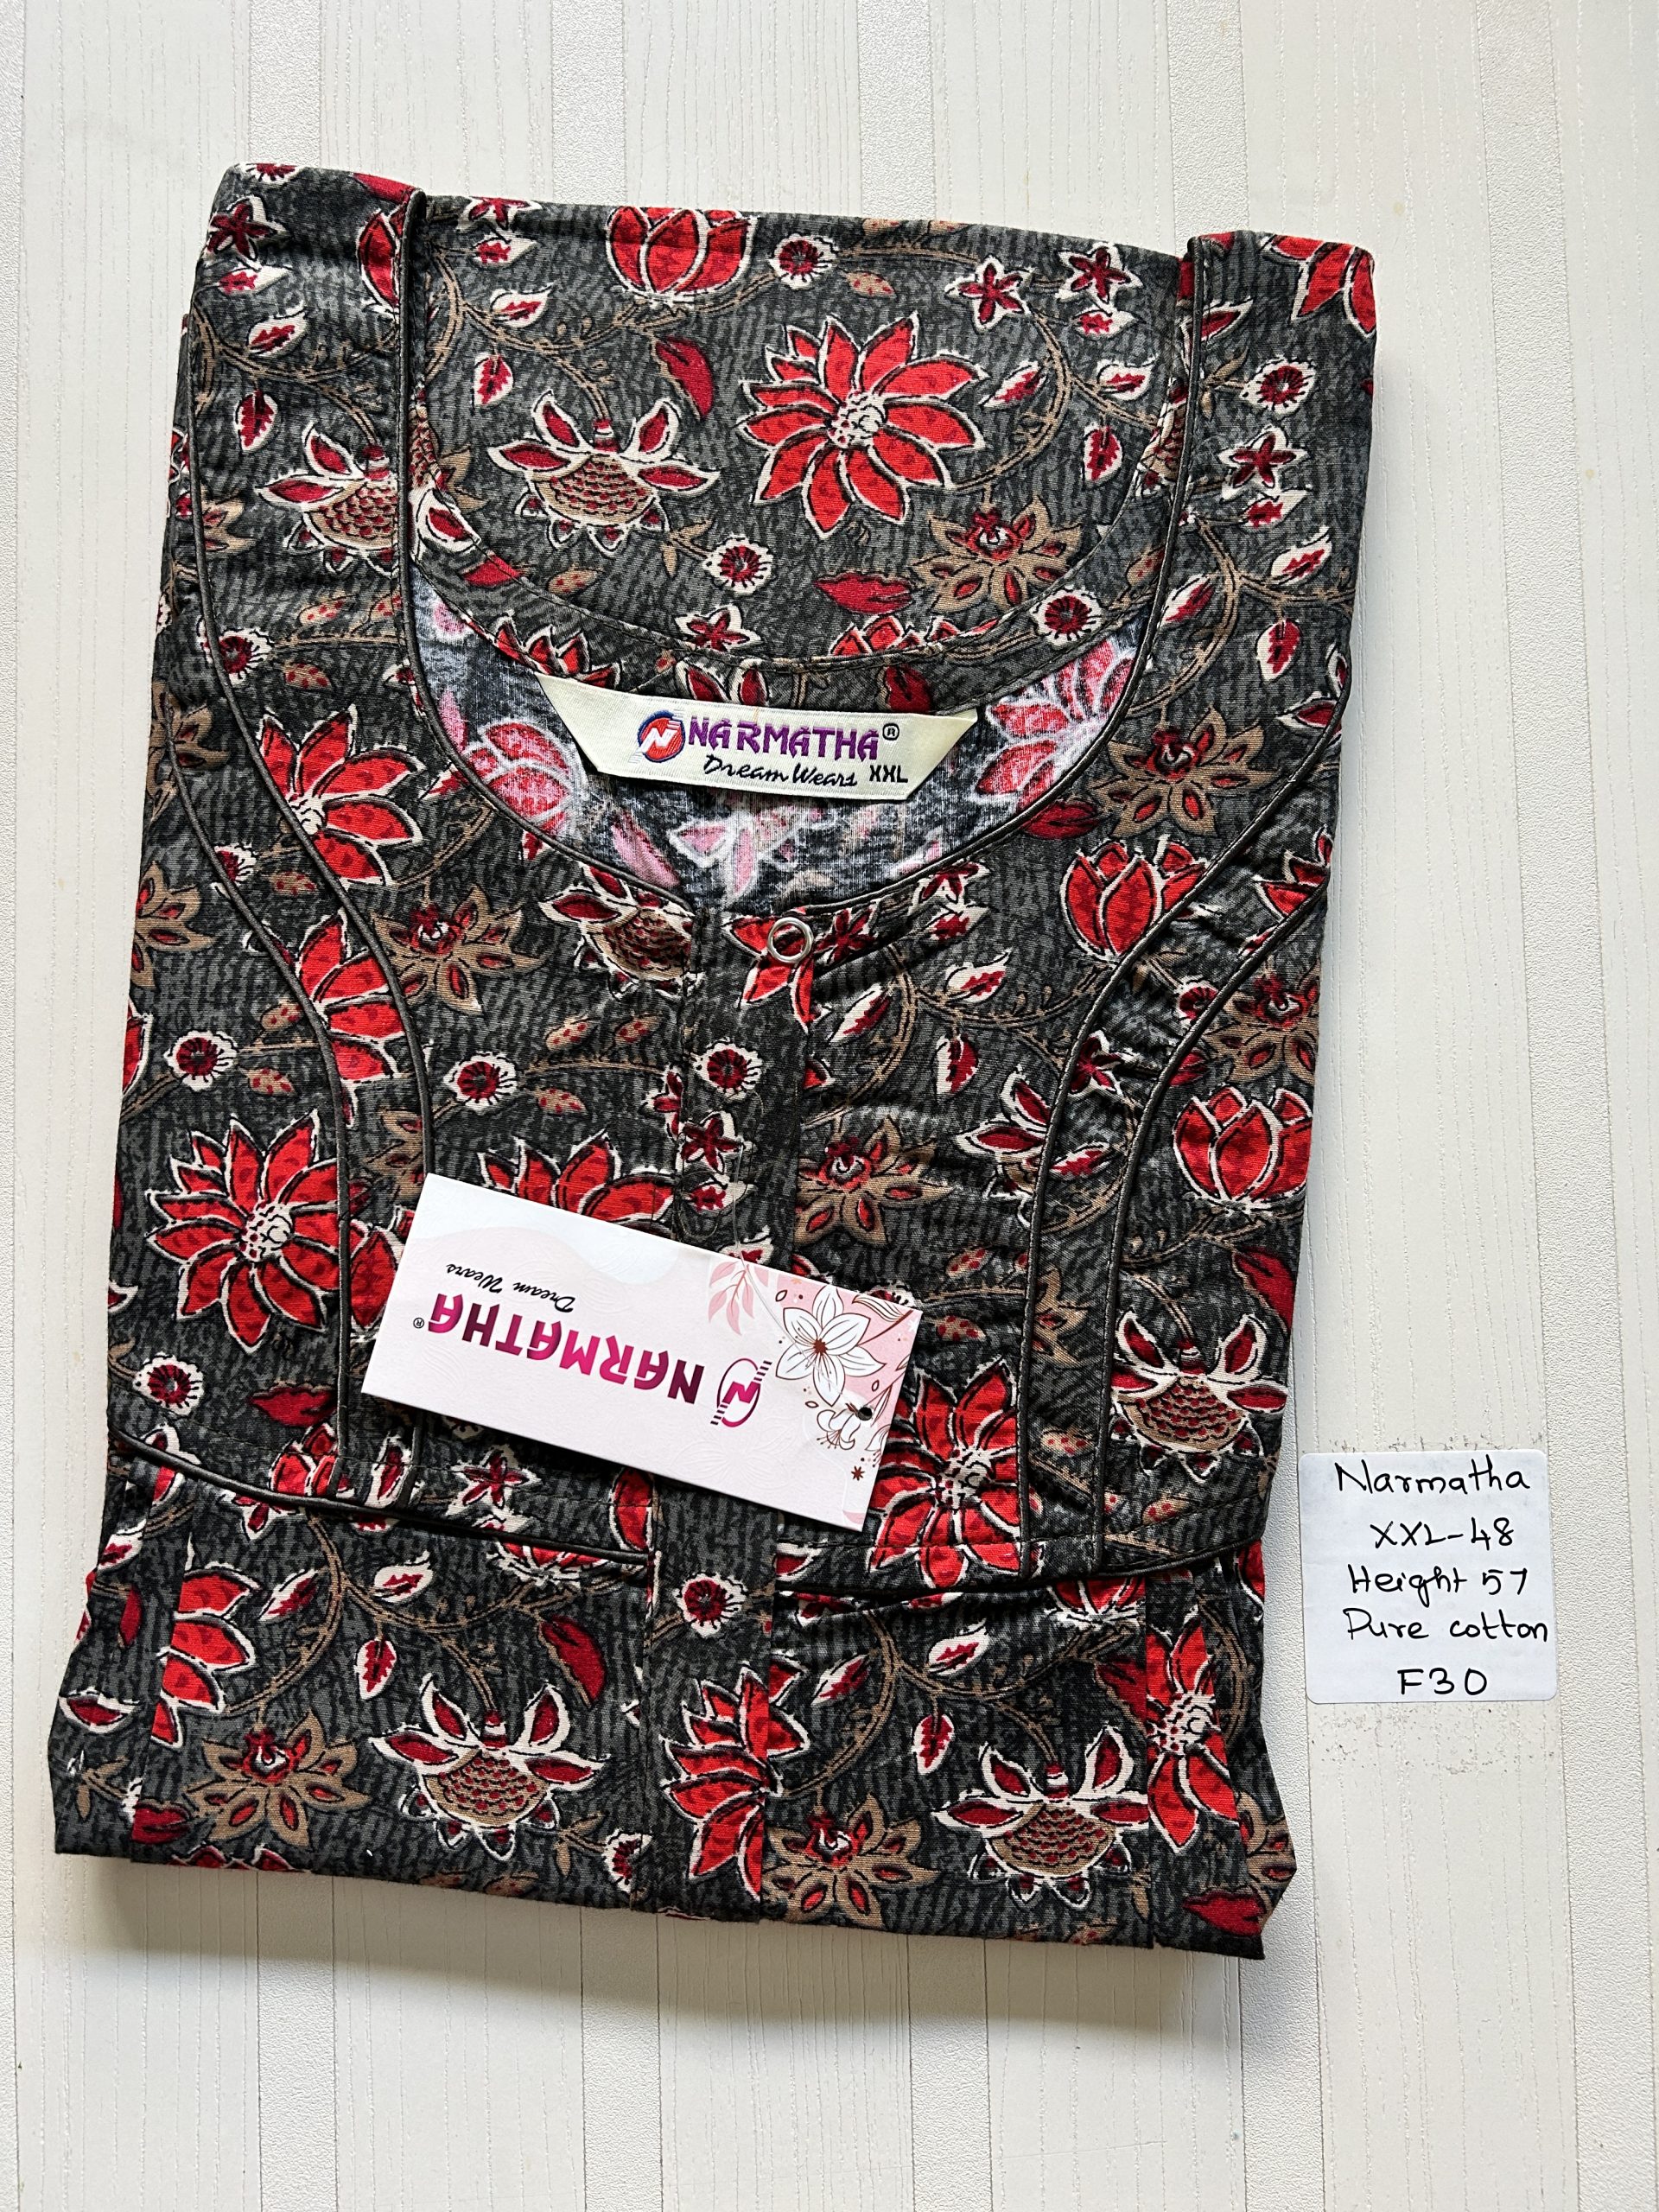 NARMATHA®
Dream Wears XXL
NARMATHA®
Dream Wears
Narmatha
XXL-48
Height 57
Pure cotton
F30